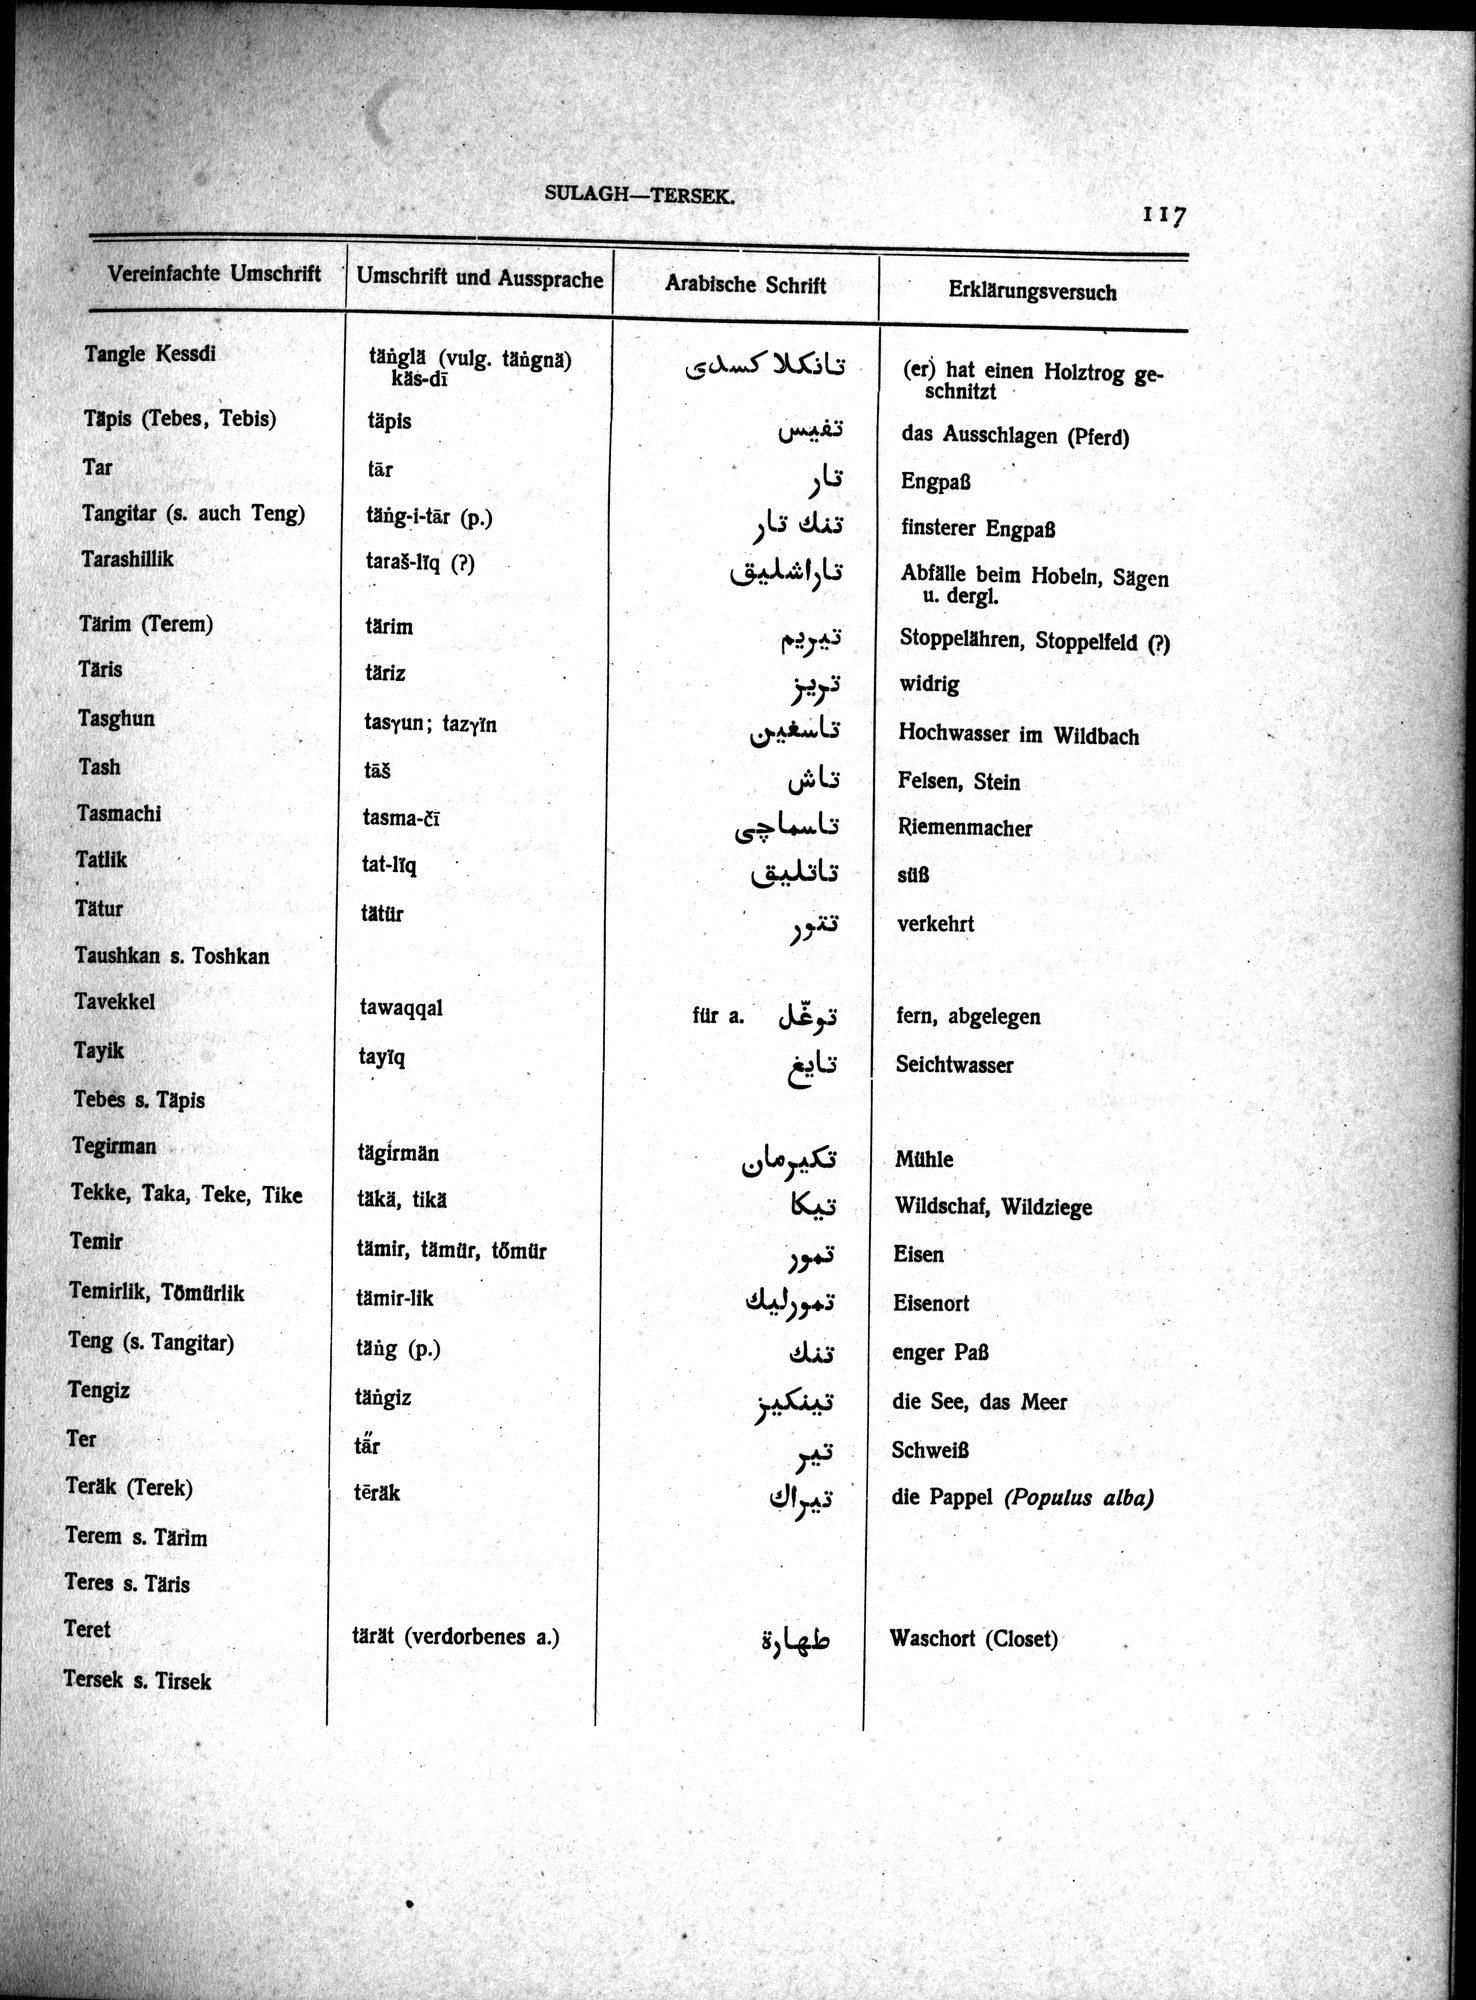 SULAGH—TERSEK.
117
Vereinfachte Umschrift Umschrift und Aussprache Arabische Schrift Erklärungsversuch
Tangle Kessdi täṅglä (vulg. täṅgnä) تانكلا كسدى (er) hat einen Holztrog ge-
käs-dī schnitzt
Täpis (Tebes, Tebis) täpis تفيس das Ausschlagen (Pferd)
Tar tār تار Engpaß
Tangitar (s. auch Teng) täṅg-i-tār (p.) تنك تار finsterer Engpaß
Tarashillik taraš-lïq (?) تاراشليق Abfälle beim Hobeln, Sägen
u. dergl.
Tärim (Terem) tärim تيريم Stoppelähren, Stoppelfeld (?)
Täris täriz تريز widrig
Tasghun tasγun; tazγïn تاسغين Hochwasser im Wildbach
Tash tāš تاش Felsen, Stein
Tasmachi tasma-čī تاسماچى Riemenmacher
Tatlik tat-lïq تاتليق süß
Tätur tätür تتور verkehrt
Taushkan s. Toshkan
Tavekkel tawaqqal für a. توغّل fern, abgelegen
Tayik tayïq تايغ Seichtwasser
Tebes s. Täpis
Tegirman tägirmän تكيرمان Mühle
Tekke, Taka, Teke, Tike täkä, tikä تيكا Wildschaf, Wildziege
Temir tämir, tämür, tömür تمور Eisen
Temirlik, Tömürlik tämir-lik تمورليك Eisenort
Teng (s. Tangitar) täṅg (p.) تنك enger Paß
Tengiz täṅgiz تينكيز die See, das Meer
Ter tǟr تير Schweiß
Teräk (Terek) tēräk تيراك die Pappel (Populus alba)
Terem s. Tärim
Teres s. Täris
Teret tärät (verdorbenes a.) طهارة Waschort (Closet)
Tersek s. Tirsek